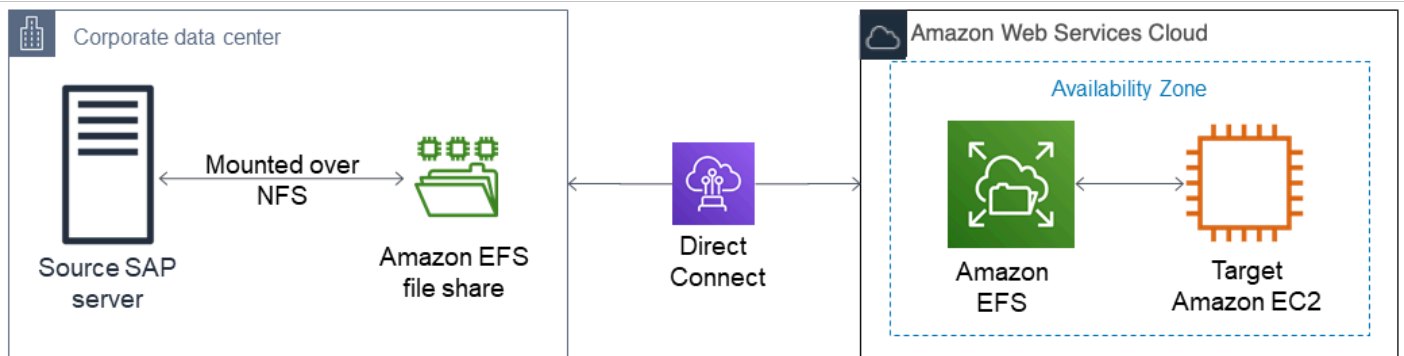 Corporate data center
Source SAP
server
Mounted over
NFS
Amazon EFS
file share
Direct
Connect
Amazon Web Services Cloud
Availability Zone
Amazon
EFS
Target
Amazon EC2